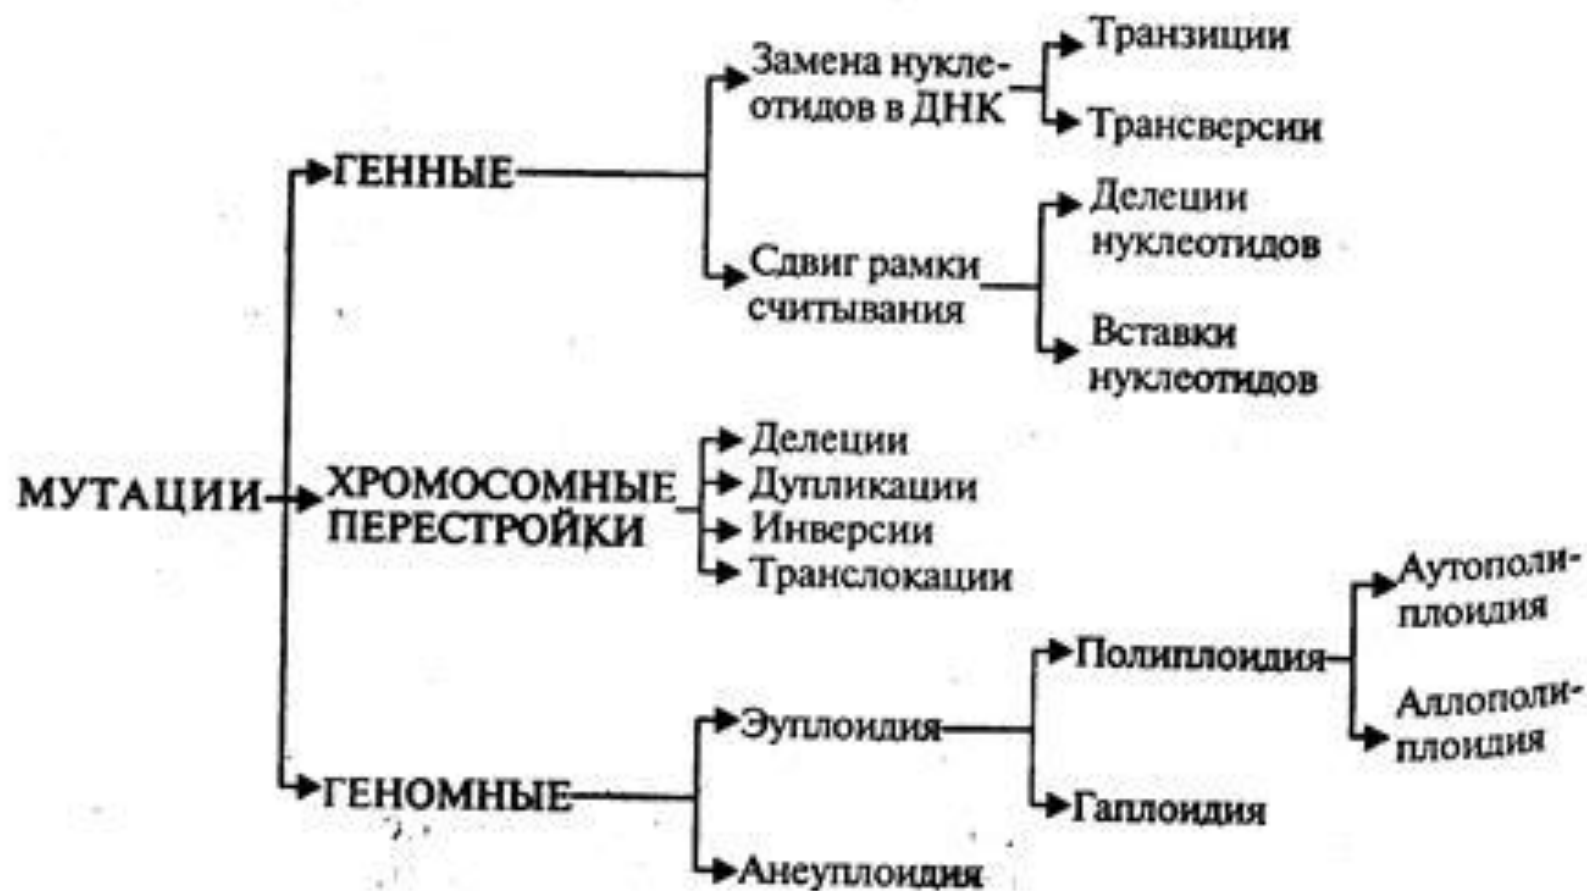 Замена нукле-
отидов в ДНК
Транзиции
Трансверсии
ГЕННЫЕ
Сдвиг рамки
считывания
Делеции
нуклеотидов
Вставки
нуклеотидов
МУТАЦИИ
ХРОМОСОМНЫЕ
ПЕРЕСТРОЙКИ
Делеции
Дупликации
Инверсии
Транслокации
ГЕНОМНЫЕ
Эуплоидия
Полиплоидия
Аутополи-
плоидия
Аллополи-
плоидия
Гаплоидия
Анеуплоидия